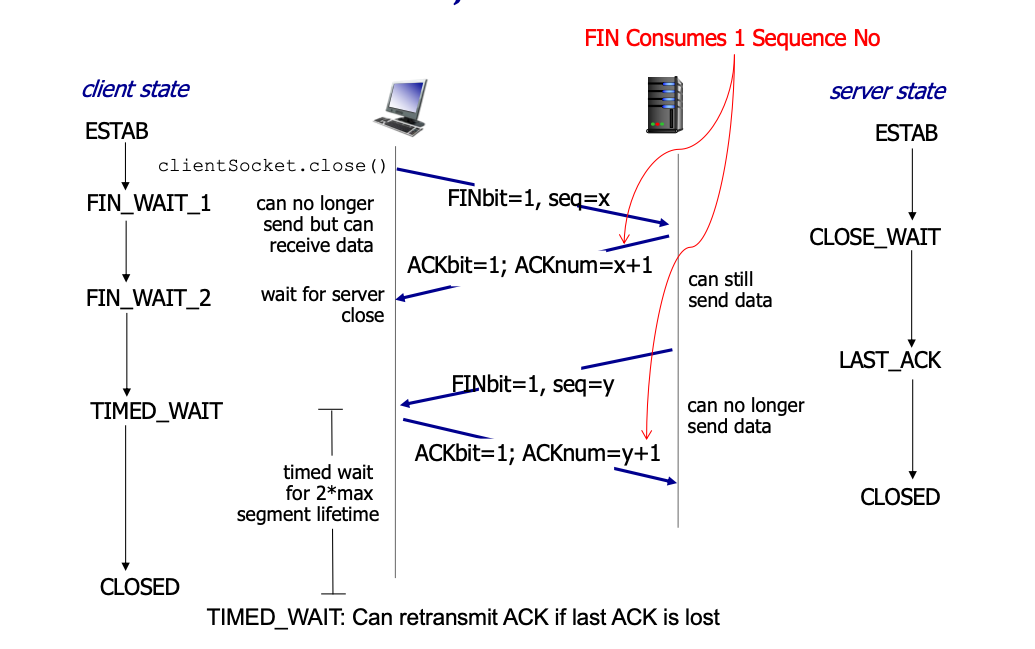 FIN Consumes 1 Sequence No
client state
server state
ESTAB
ESTAB
clientSocket.close()
FINbit=1, seq=x
FIN_WAIT_1
can no longer
send but can
receive data
CLOSE_WAIT
ACKbit=1; ACKnum=x+1
can still
send data
FIN_WAIT_2
wait for server
close
LAST_ACK
FINbit=1, seq=y
TIMED_WAIT
can no longer
send data
ACKbit=1; ACKnum=y+1
timed wait
for 2*max
segment lifetime
CLOSED
CLOSED
TIMED_WAIT: Can retransmit ACK if last ACK is lost